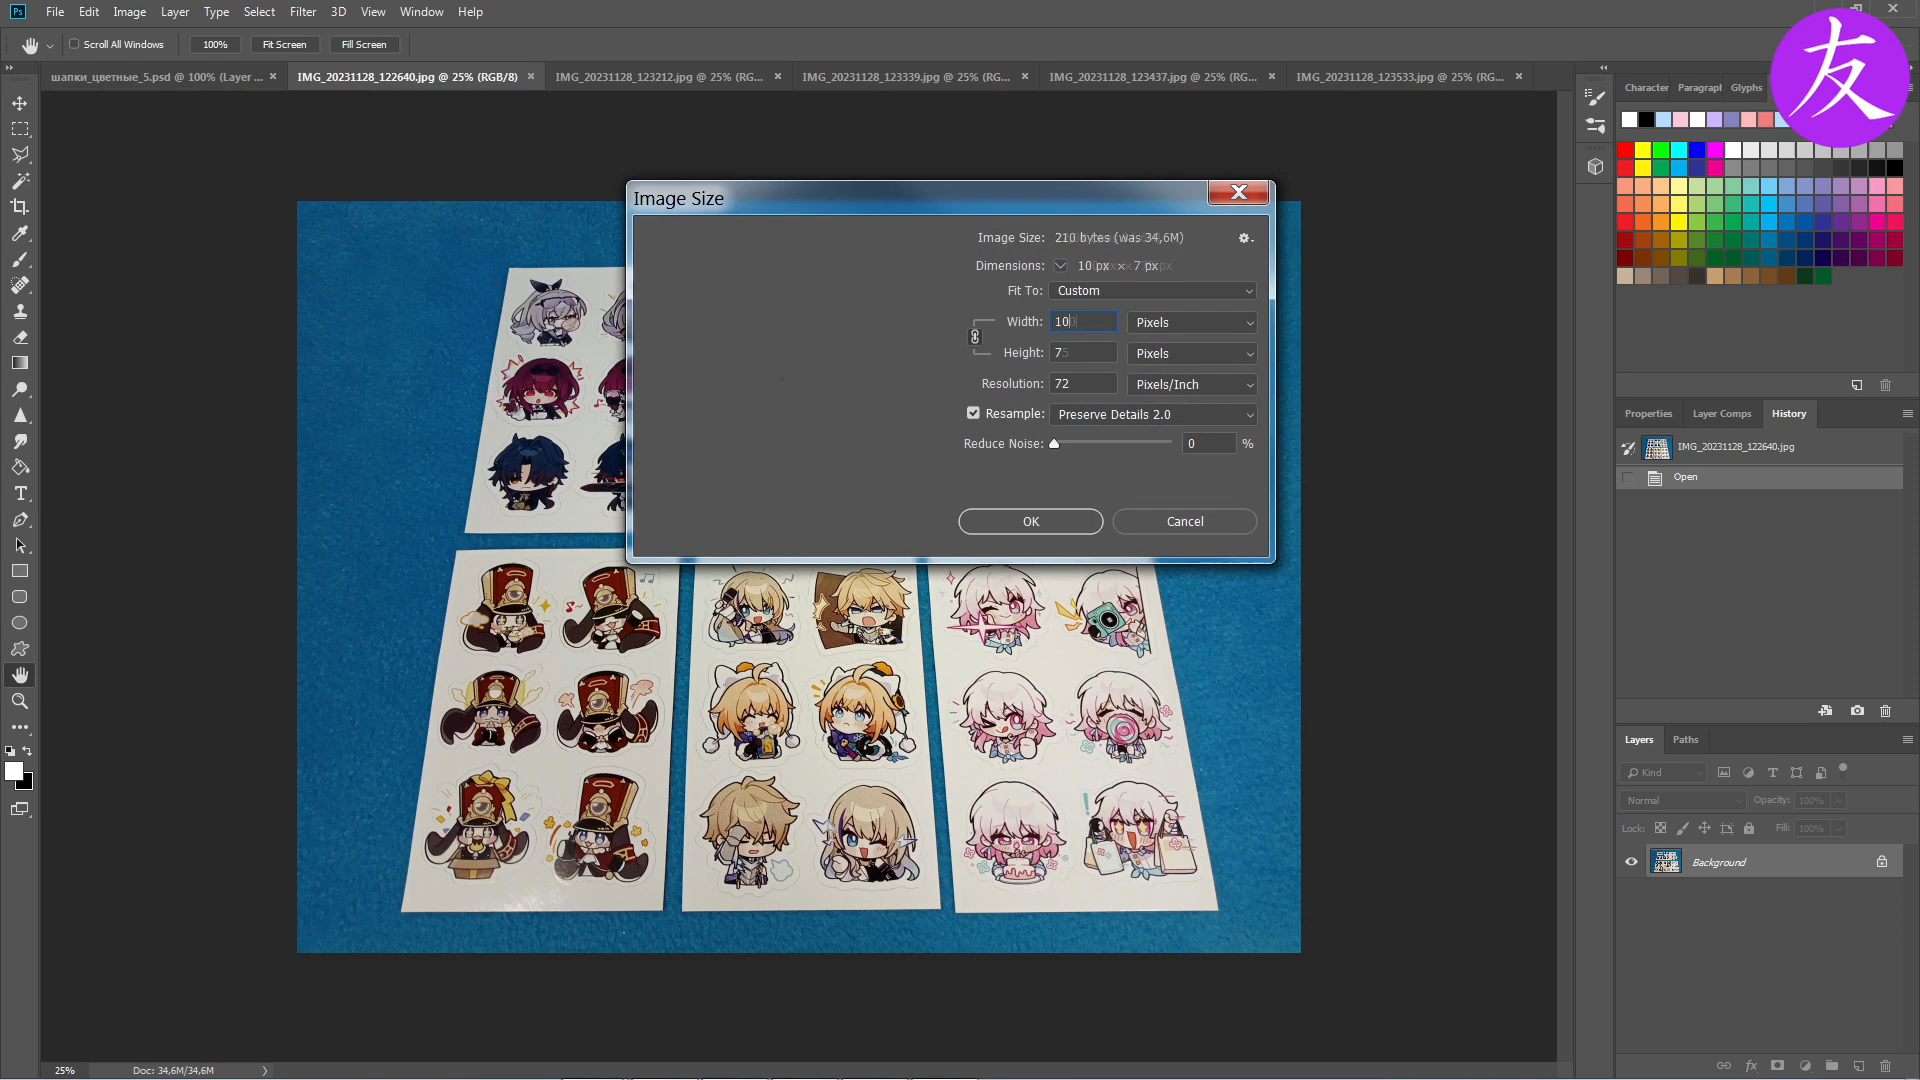 Ps File Edit Image Layer Type Select Filter 3D View Window Help
Scroll All Windows 100% Fit Screen Fill Screen
友
шапки_цветные_5.psd @ 100% (Layer ... IMG_20231128_122640.jpg @ 25% (RGB/8) IMG_20231128_123212.jpg @ 25% (RG... IMG_20231128_123339.jpg @ 25% (RG... IMG_20231128_123437.jpg @ 25% (RG... IMG_20231128_123533.jpg @ 25% (RG...
Character Paragrapl Glyphs
Image Size
Image Size: 210 bytes (was 34,6M)
Dimensions: 10 px × 7 px
Fit To: Custom
Width: 10 Pixels
Height: 7 Pixels
Resolution: 72 Pixels/Inch
Resample: Preserve Details 2.0
Reduce Noise: 0 %
OK Cancel
Properties Layer Comps History
IMG_20231128_122640.jpg
Open
Layers Paths
Kind
Normal Opacity: 100%
Lock: Fill: 100%
Background
fx
25% Doc: 34,6M/34,6M